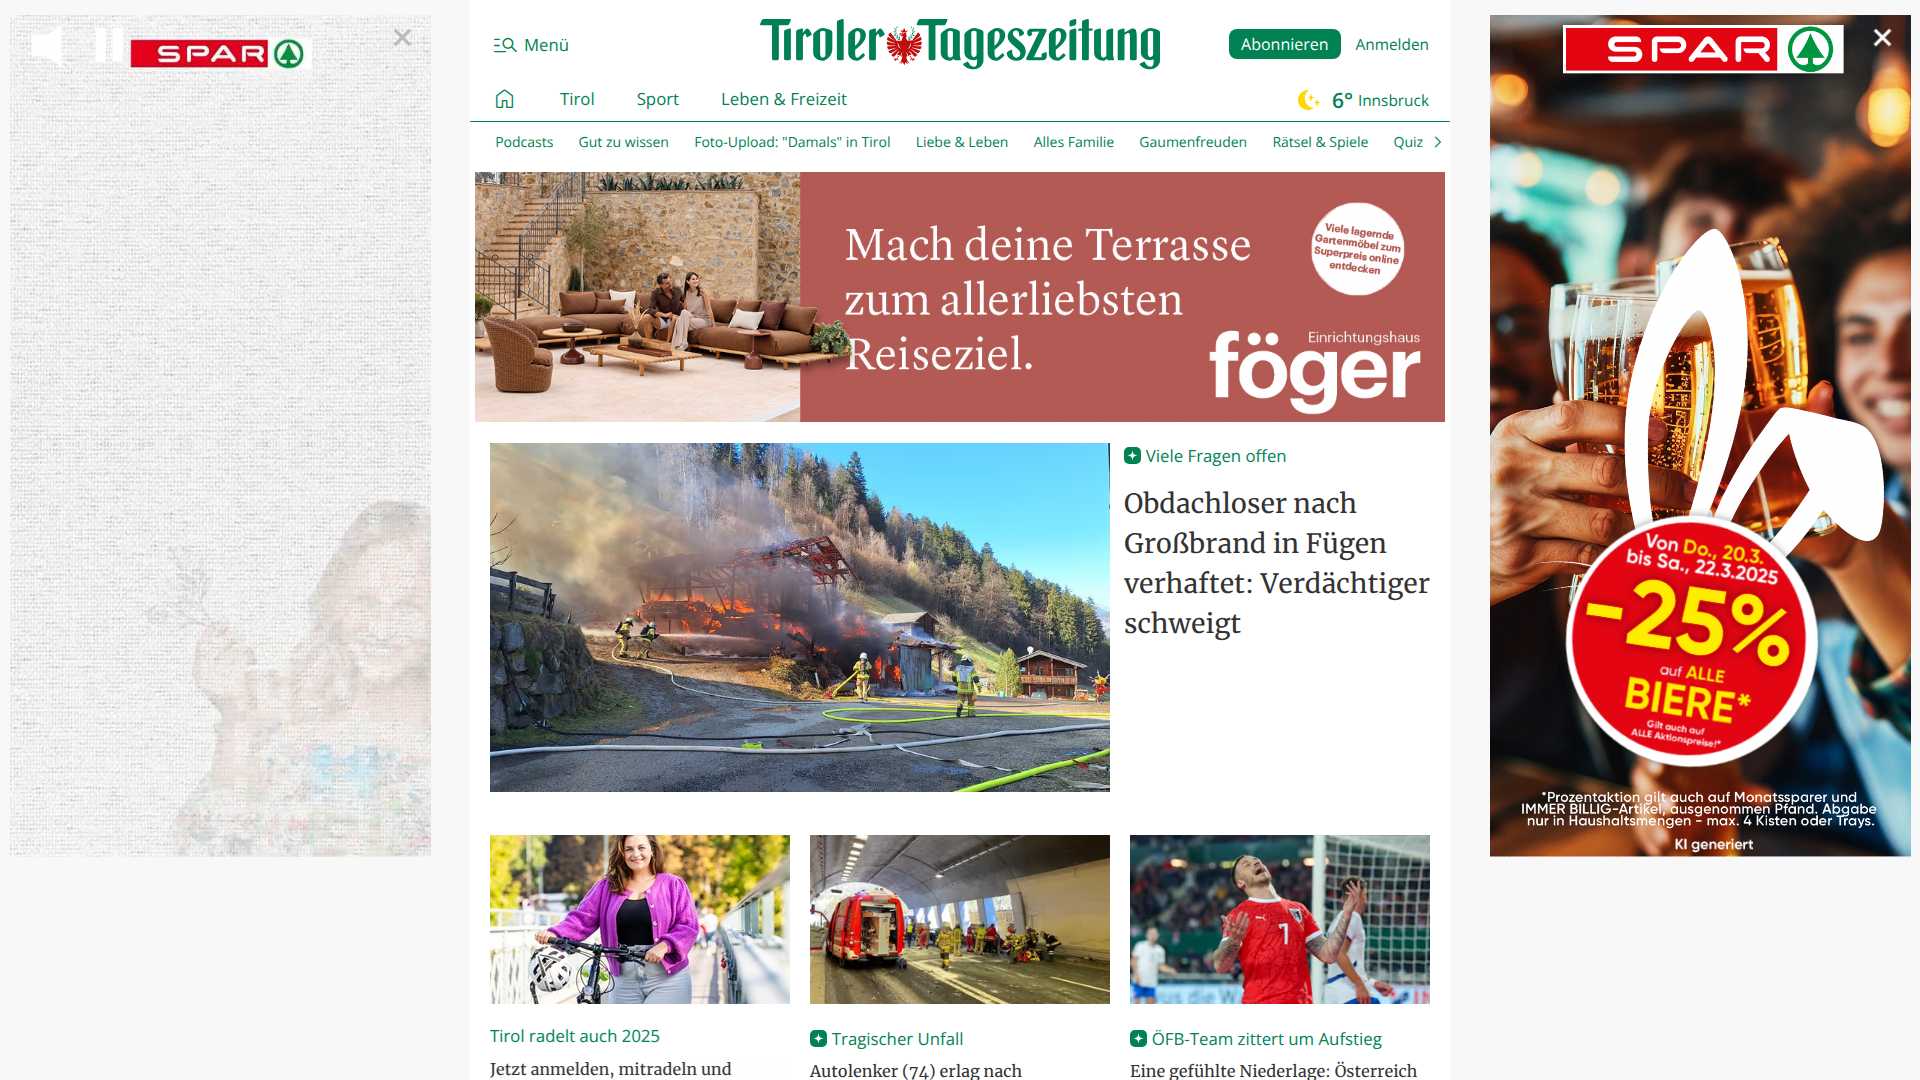 Menü
Tiroler Tageszeitung
Abonnieren
Anmelden
Tirol
Sport
Leben & Freizeit
6° Innsbruck
Podcasts
Gut zu wissen
Foto-Upload: "Damals" in Tirol
Liebe & Leben
Alles Familie
Gaumenfreuden
Rätsel & Spiele
Quiz
SPAR
Mach deine Terrasse
zum allerliebsten
Reiseziel.
Viele lagernde
Gartenmöbel zum
Superpreis online
entdecken
Einrichtungshaus
föger
Viele Fragen offen
Obdachloser nach
Großbrand in Fügen
verhaftet: Verdächtiger
schweigt
Tirol radelt auch 2025
Jetzt anmelden, mitradeln und
Tragischer Unfall
Autolenker (74) erlag nach
1
ÖFB-Team zittert um Aufstieg
Eine gefühlte Niederlage: Österreich
SPAR
Von Do., 20.3.
bis Sa., 22.3.2025
-25%
auf ALLE
BIERE*
Gilt auch auf
ALLE Aktionspreise!*
*Prozentaktion gilt auch auf Monatssparer und
IMMER BILLIG-Artikel, ausgenommen Pfand. Abgabe
nur in Haushaltsmengen - max. 4 Kisten oder Trays.
KI generiert